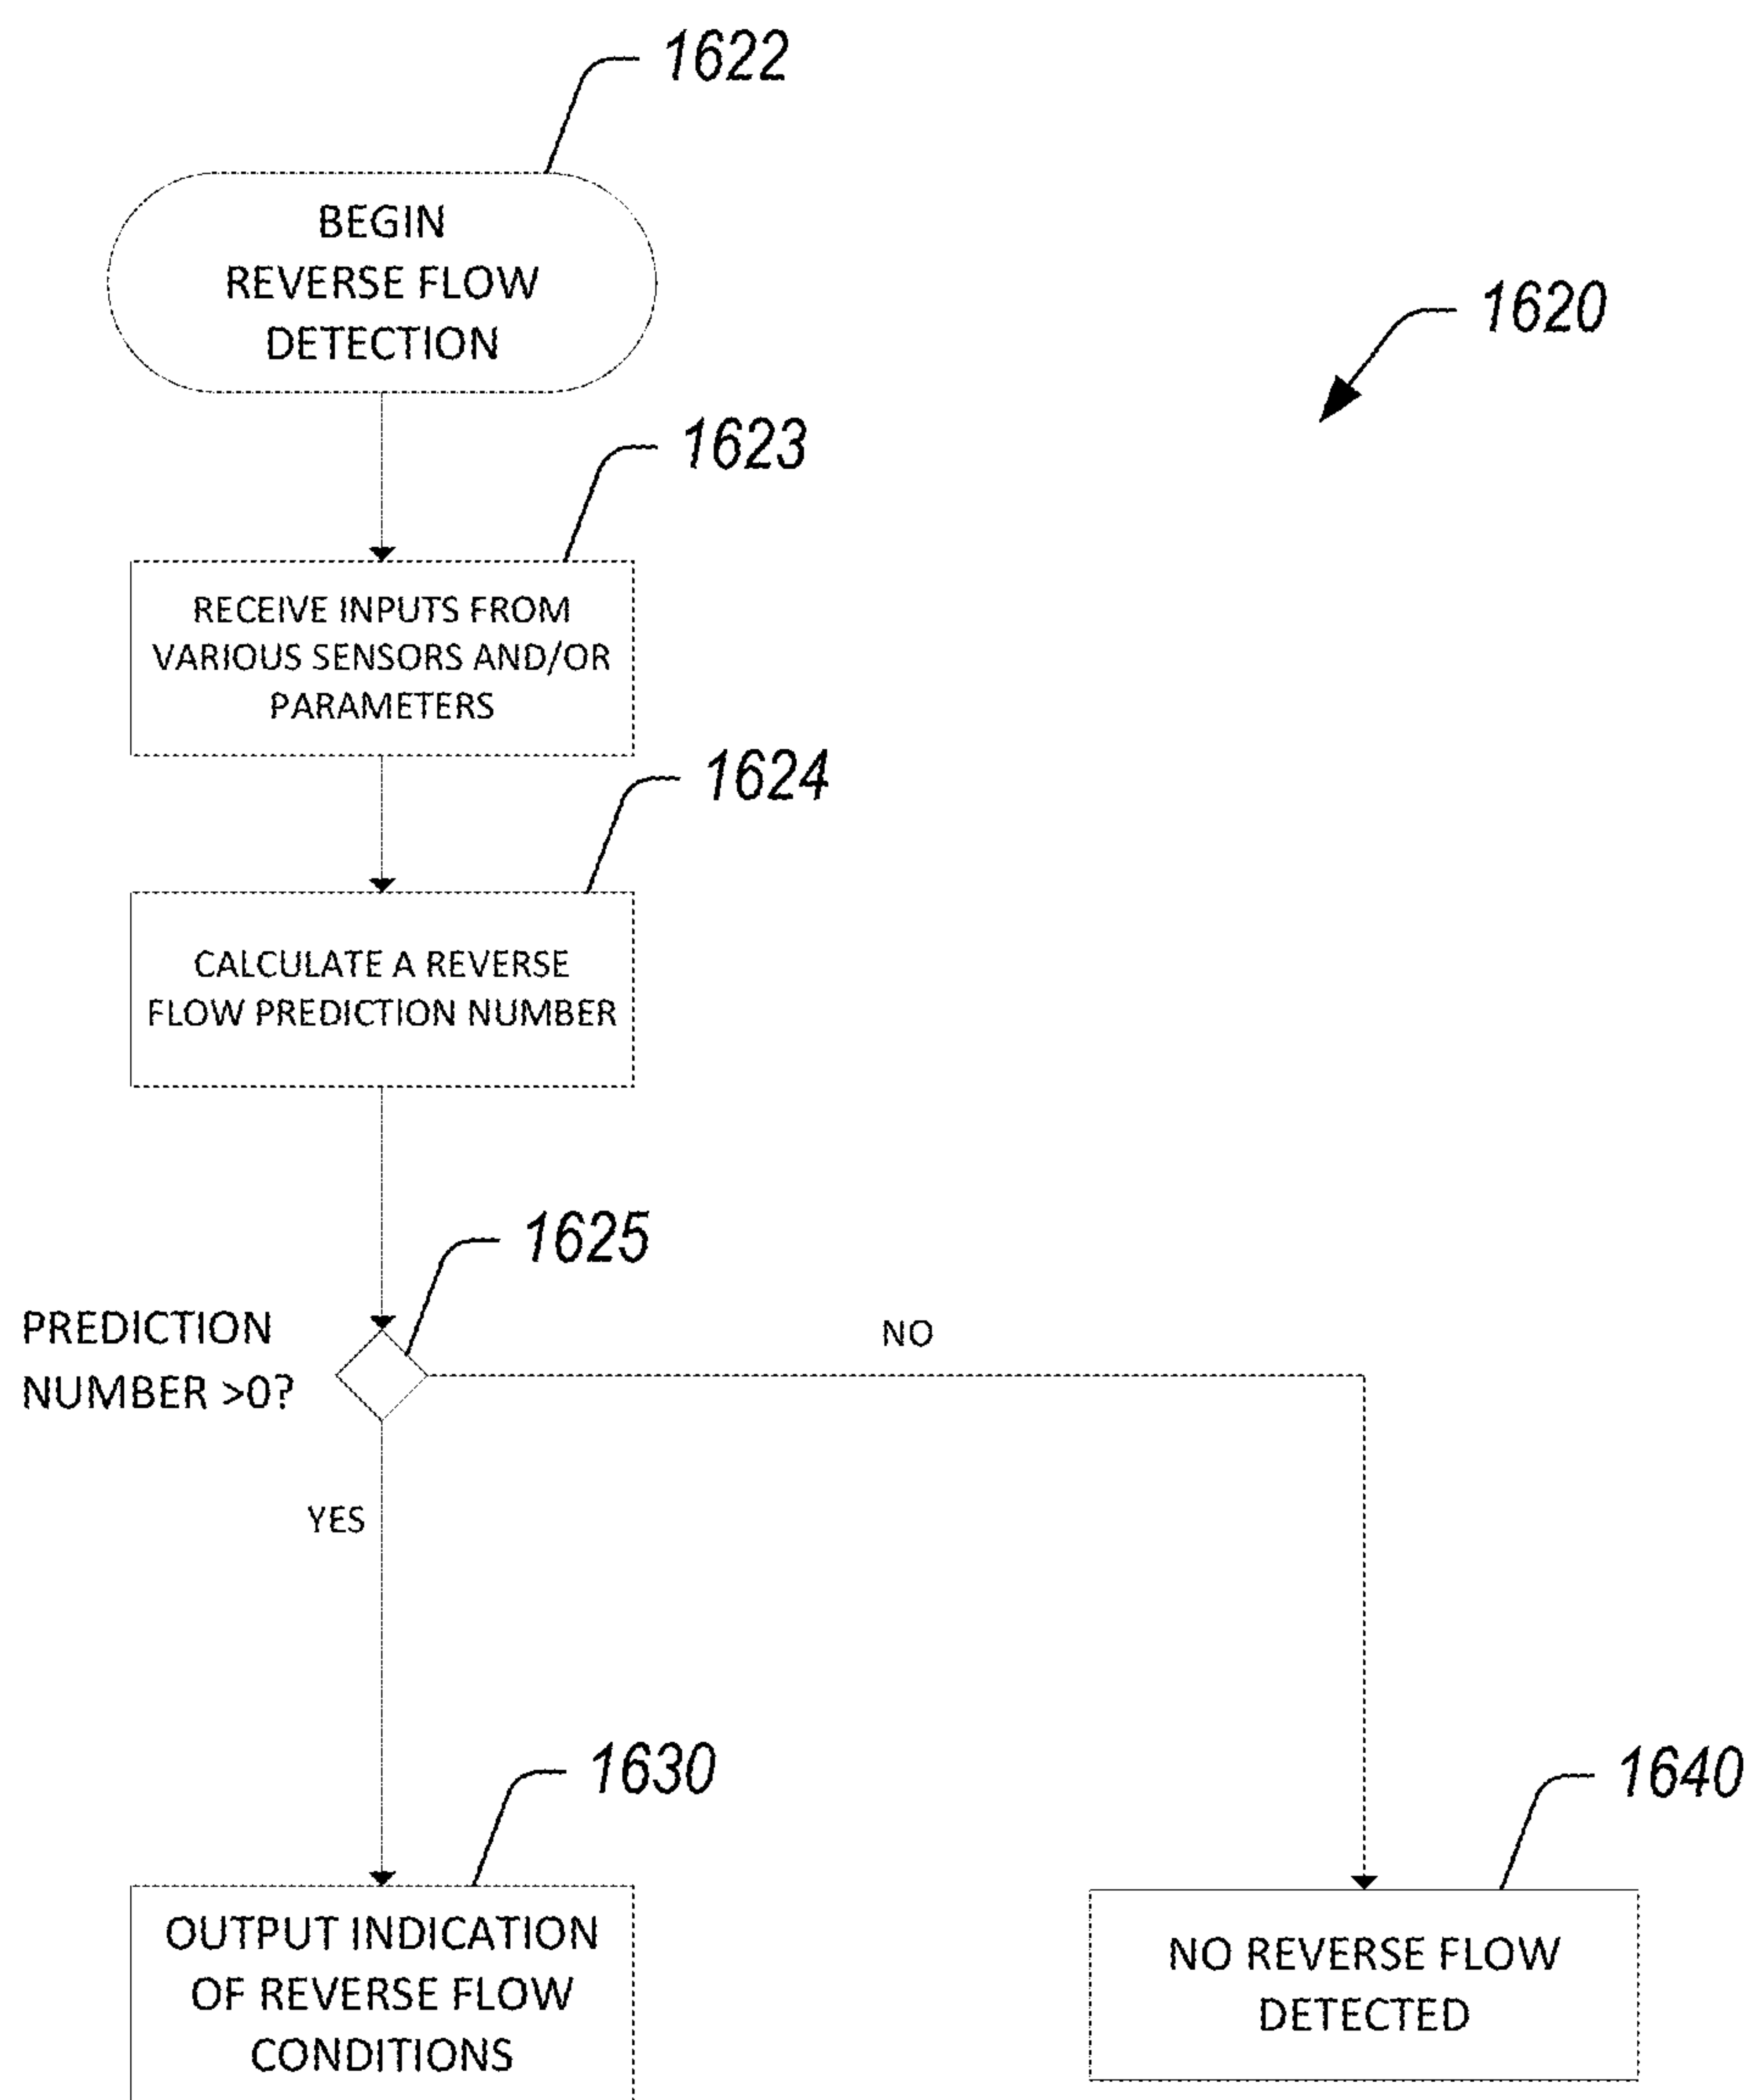 1622
BEGIN
REVERSE FLOW
DETECTION
1620
1623
RECEIVE INPUTS FROM
VARIOUS SENSORS AND/OR
PARAMETERS
1624
CALCULATE A REVERSE
FLOW PREDICTION NUMBER
1625
PREDICTION
NUMBER >0?
NO
YES
1630
OUTPUT INDICATION
OF REVERSE FLOW
CONDITIONS
1640
NO REVERSE FLOW
DETECTED